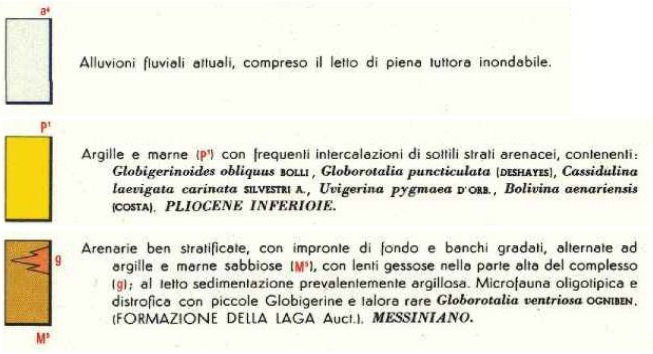 a⁴
Alluvioni fluviali attuali, compreso il letto di piena tuttora inondabile.
P¹
Argille e marne (P¹) con frequenti intercalazioni di sottili strati arenacei, contenenti:
Globigerinoides obliquus BOLLI, Globorotalia puncticulata (DESHAYES), Cassidulina
laevigata carinata SILVESTRI A., Uvigerina pygmaea D'ORB., Bolivina aenariensis
(COSTA). PLIOCENE INFERIOIE.
g
Arenarie ben stratificate, con impronte di fondo e banchi gradati, alternate ad
argille e marne sabbiose (M⁵), con lenti gessose nella parte alta del complesso
(g); al tetto sedimentazione prevalentemente argillosa. Microfauna oligotipica e
distrofica con piccole Globigerine e talora rare Globorotalia ventriosa OGNIBEN.
(FORMAZIONE DELLA LAGA Auct.). MESSINIANO.
M⁵